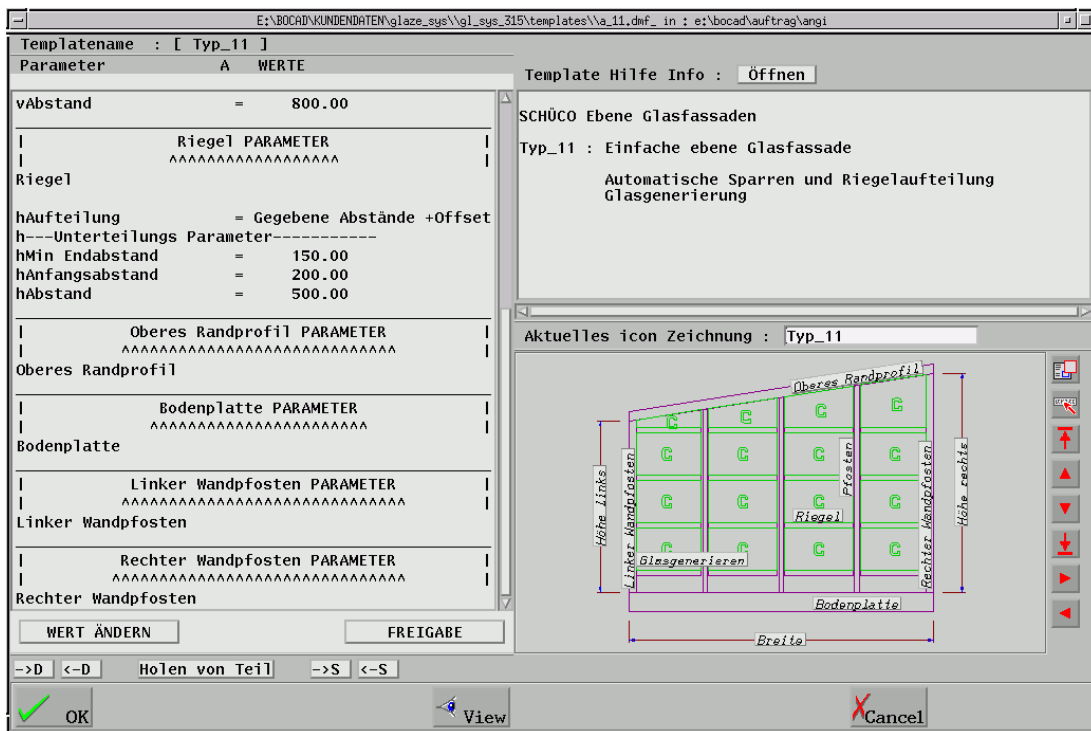 E:\BOCAD\KUNDENDATEN\glaze_sys\\gl_sys_315\templates\\a_11.dmf_ in : e:\bocad\auftrag\angi
Templatename : [ Typ_11 ]
Parameter A WERTE
vAbstand = 800.00
| Riegel PARAMETER |
| ^^^^^^^^^^^^^^^^^^ |
Riegel
hAufteilung = Gegebene Abstände +Offset
h---Unterteilungs Parameter-----------
hMin Endabstand = 150.00
hAnfangsabstand = 200.00
hAbstand = 500.00
| Oberes Randprofil PARAMETER |
| ^^^^^^^^^^^^^^^^^^^^^^^^^^^^^ |
Oberes Randprofil
| Bodenplatte PARAMETER |
| ^^^^^^^^^^^^^^^^^^^^^^^ |
Bodenplatte
| Linker Wandpfosten PARAMETER |
| ^^^^^^^^^^^^^^^^^^^^^^^^^^^^^^ |
Linker Wandpfosten
| Rechter Wandpfosten PARAMETER |
| ^^^^^^^^^^^^^^^^^^^^^^^^^^^^^^^ |
Rechter Wandpfosten
WERT ÄNDERN
FREIGABE
->D <-D Holen von Teil ->S <-S
Template Hilfe Info : Öffnen
SCHÜCO Ebene Glasfassaden
Typ_11 : Einfache ebene Glasfassade
Automatische Sparren und Riegelaufteilung
Glasgenerierung
Aktuelles icon Zeichnung : Typ_11
Oberes Randprofil
C C C C
C C C C
C C C C
C C C C
Höhe Links
Linker Wandpfosten
Pfosten
Riegel
Rechter Wandpfosten
Höhe rechts
Glasgenerieren
Bodenplatte
Breite
OK
View
Cancel